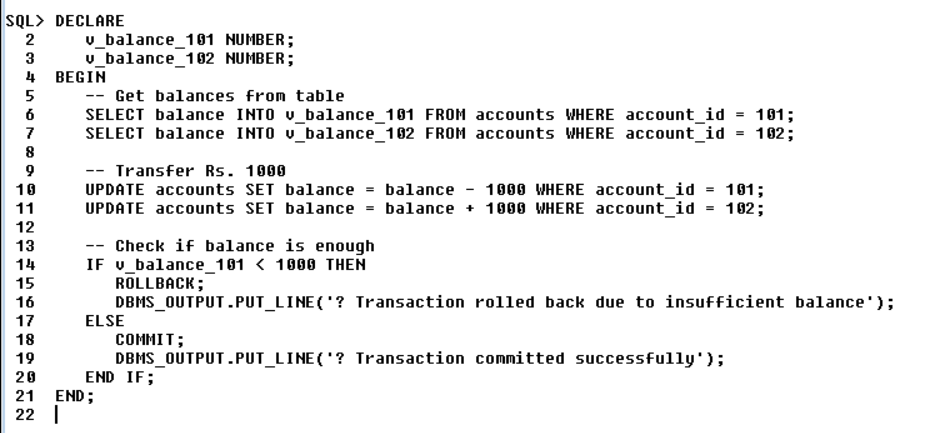 SQL> DECLARE
  2     v_balance_101 NUMBER;
  3     v_balance_102 NUMBER;
  4  BEGIN
  5     -- Get balances from table
  6     SELECT balance INTO v_balance_101 FROM accounts WHERE account_id = 101;
  7     SELECT balance INTO v_balance_102 FROM accounts WHERE account_id = 102;
  8
  9     -- Transfer Rs. 1000
 10     UPDATE accounts SET balance = balance - 1000 WHERE account_id = 101;
 11     UPDATE accounts SET balance = balance + 1000 WHERE account_id = 102;
 12
 13     -- Check if balance is enough
 14     IF v_balance_101 < 1000 THEN
 15        ROLLBACK;
 16        DBMS_OUTPUT.PUT_LINE('? Transaction rolled back due to insufficient balance');
 17     ELSE
 18        COMMIT;
 19        DBMS_OUTPUT.PUT_LINE('? Transaction committed successfully');
 20     END IF;
 21  END;
 22